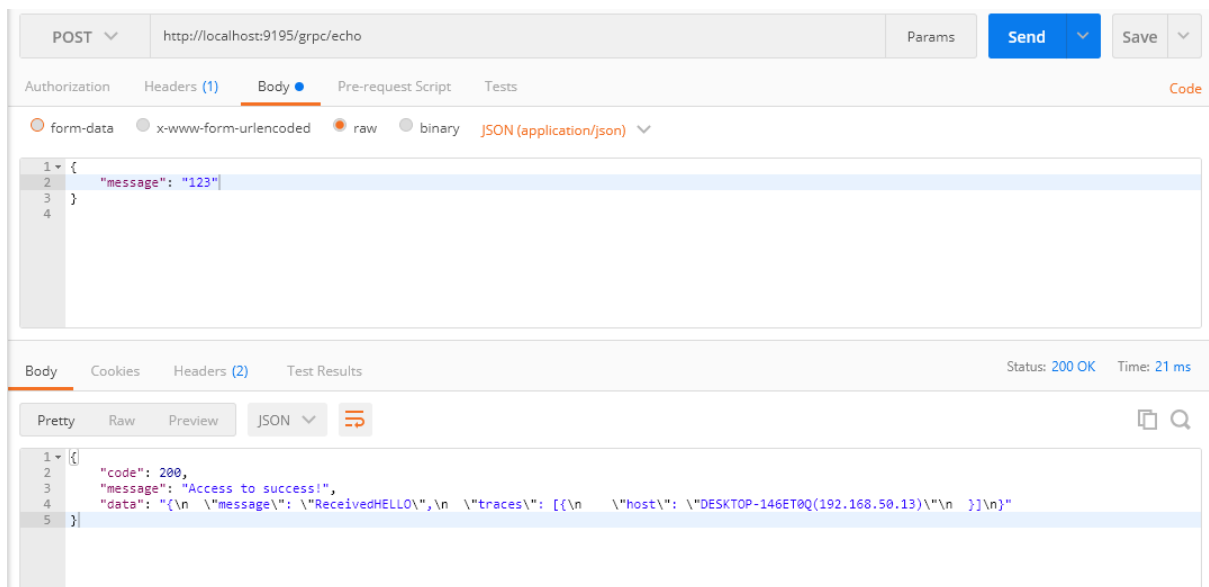 POST http://localhost:9195/grpc/echo Params Send Save
Authorization Headers (1) Body Pre-request Script Tests Code
form-data x-www-form-urlencoded raw binary JSON (application/json)
1 {
2 "message": "123"
3 }
4
Body Cookies Headers (2) Test Results Status: 200 OK Time: 21 ms
Pretty Raw Preview JSON
1 {
2 "code": 200,
3 "message": "Access to success!",
4 "data": "{\n  \"message\": \"ReceivedHELLO\",\n  \"traces\": [{\n    \"host\": \"DESKTOP-146ET0Q(192.168.50.13)\"\n  }]\n}"
5 }